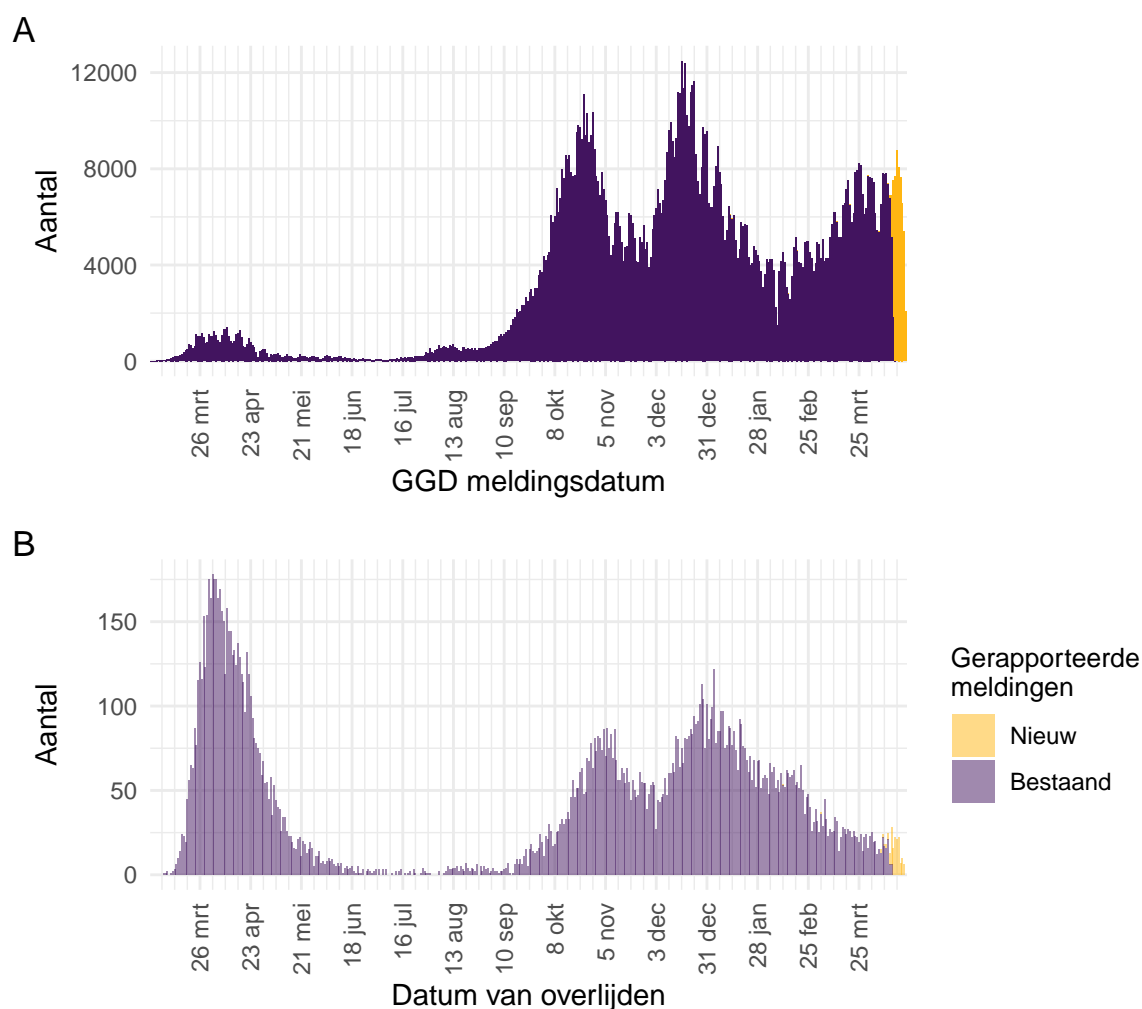 A
12000
8000
4000
0
Aantal
26 mrt
23 apr
21 mei
18 jun
16 jul
13 aug
10 sep
8 okt
5 nov
3 dec
31 dec
28 jan
25 feb
25 mrt
GGD meldingsdatum
B
150
100
50
0
Aantal
26 mrt
23 apr
21 mei
18 jun
16 jul
13 aug
10 sep
8 okt
5 nov
3 dec
31 dec
28 jan
25 feb
25 mrt
Datum van overlijden
Gerapporteerde
meldingen
Nieuw
Bestaand